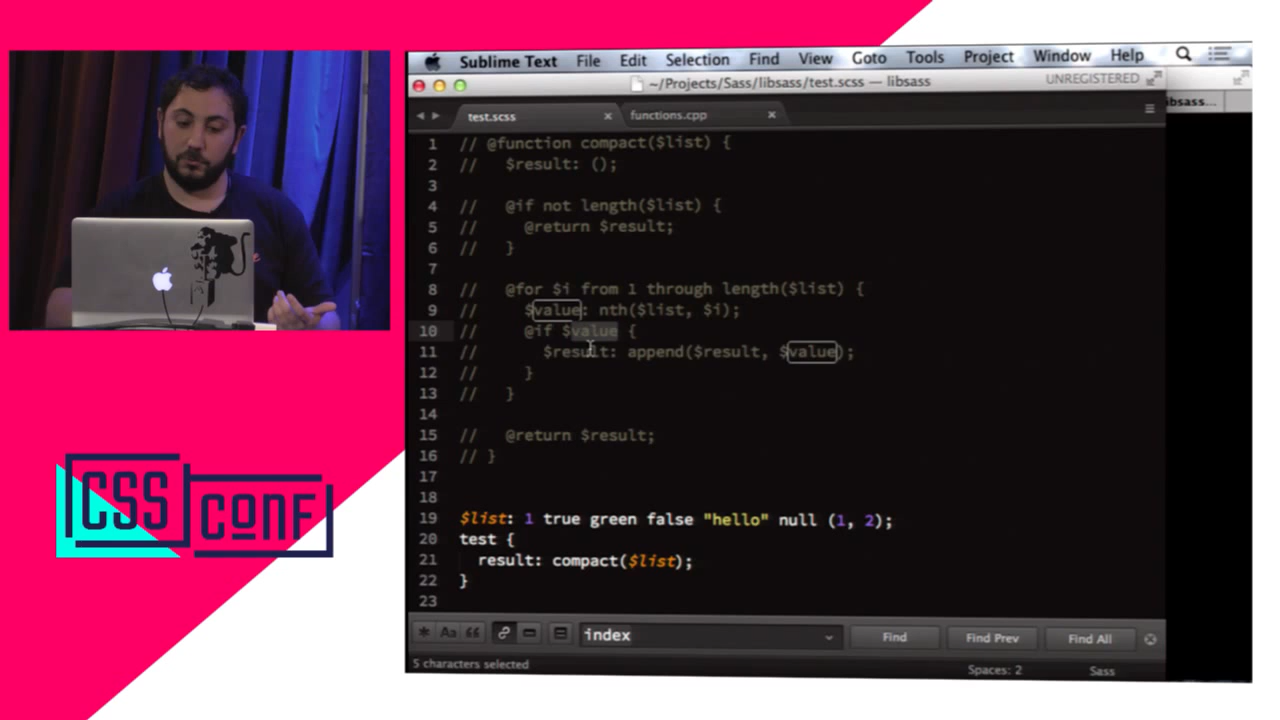 Sublime Text File Edit Selection Find View Goto Tools Project Window Help
~/Projects/Sass/libsass/test.scss — libsass UNREGISTERED
ibsass...
test.scss × functions.cpp ×
1 // @function compact($list) {
2 //   $result: ();
3
4 //   @if not length($list) {
5 //     @return $result;
6 //   }
7
8 //   @for $i from 1 through length($list) {
9 //     $value: nth($list, $i);
10 //     @if $value {
11 //       $result: append($result, $value);
12 //     }
13 //   }
14
15 //   @return $result;
16 // }
17
18
19 $list: 1 true green false "hello" null (1, 2);
20 test {
21   result: compact($list);
22 }
23
CSS
CONF
Aa index Find Find Prev Find All
5 characters selected Spaces: 2 Sass